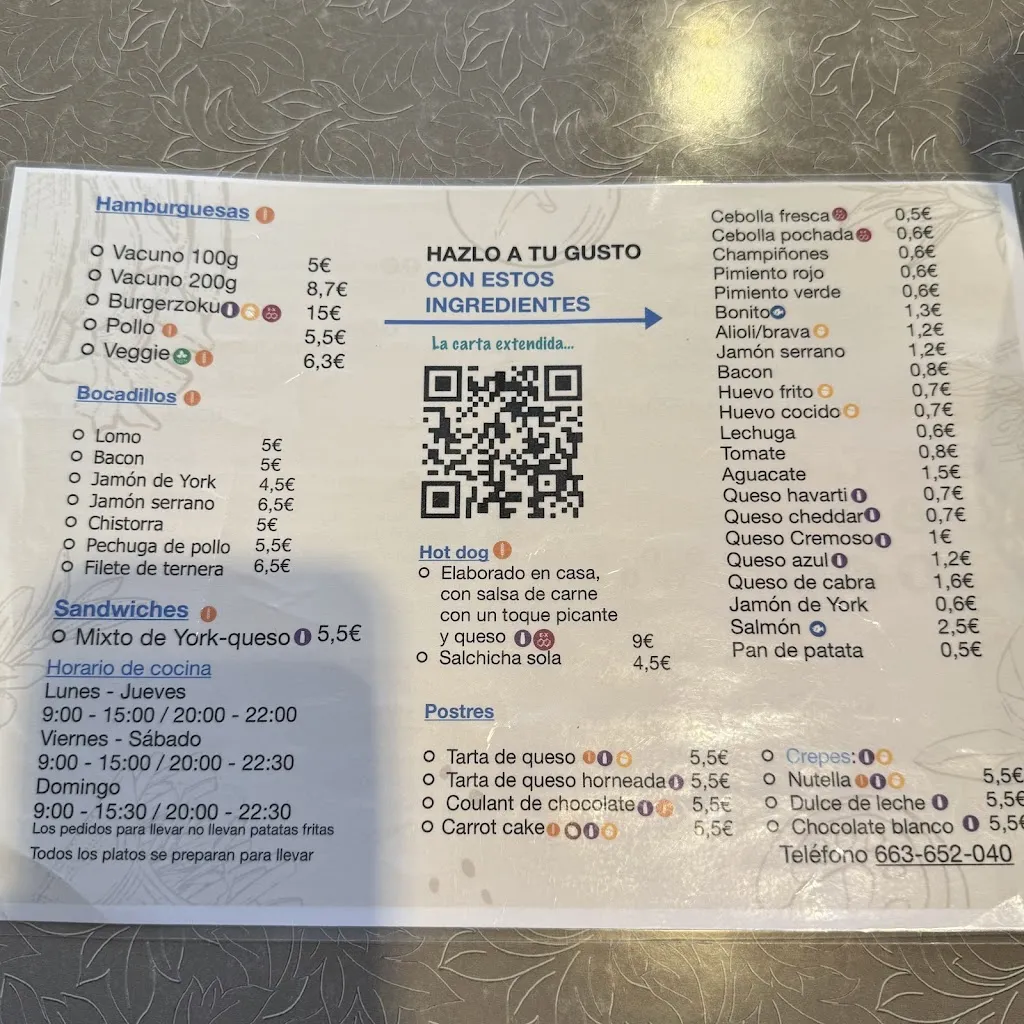 Hamburguesas
Vacuno 100g 5€
Vacuno 200g 8,7€
Burgerzoku 15€
Pollo 5,5€
Veggie 6,3€
Bocadillos
Lomo 5€
Bacon 5€
Jamón de York 4,5€
Jamón serrano 6,5€
Chistorra 5€
Pechuga de pollo 5,5€
Filete de ternera 6,5€
Sandwiches
Mixto de York-queso 5,5€
Horario de cocina
Lunes - Jueves
9:00 - 15:00 / 20:00 - 22:00
Viernes - Sábado
9:00 - 15:00 / 20:00 - 22:30
Domingo
9:00 - 15:30 / 20:00 - 22:30
Los pedidos para llevar no llevan patatas fritas
Todos los platos se preparan para llevar
HAZLO A TU GUSTO
CON ESTOS
INGREDIENTES
La carta extendida...
Hot dog
Elaborado en casa,
con salsa de carne
con un toque picante
y queso 9€
Salchicha sola 4,5€
Cebolla fresca 0,5€
Cebolla pochada 0,6€
Champiñones 0,6€
Pimiento rojo 0,6€
Pimiento verde 0,6€
Bonito 1,3€
Alioli/brava 1,2€
Jamón serrano 1,2€
Bacon 0,8€
Huevo frito 0,7€
Huevo cocido 0,7€
Lechuga 0,6€
Tomate 0,8€
Aguacate 1,5€
Queso havarti 0,7€
Queso cheddar 0,7€
Queso Cremoso 1€
Queso azul 1,2€
Queso de cabra 1,6€
Jamón de York 0,6€
Salmón 2,5€
Pan de patata 0,5€
Postres
Tarta de queso 5,5€
Tarta de queso horneada 5,5€
Coulant de chocolate 5,5€
Carrot cake 5,5€
Crepes:
Nutella 5,5€
Dulce de leche 5,5€
Chocolate blanco 5,5€
Teléfono 663-652-040